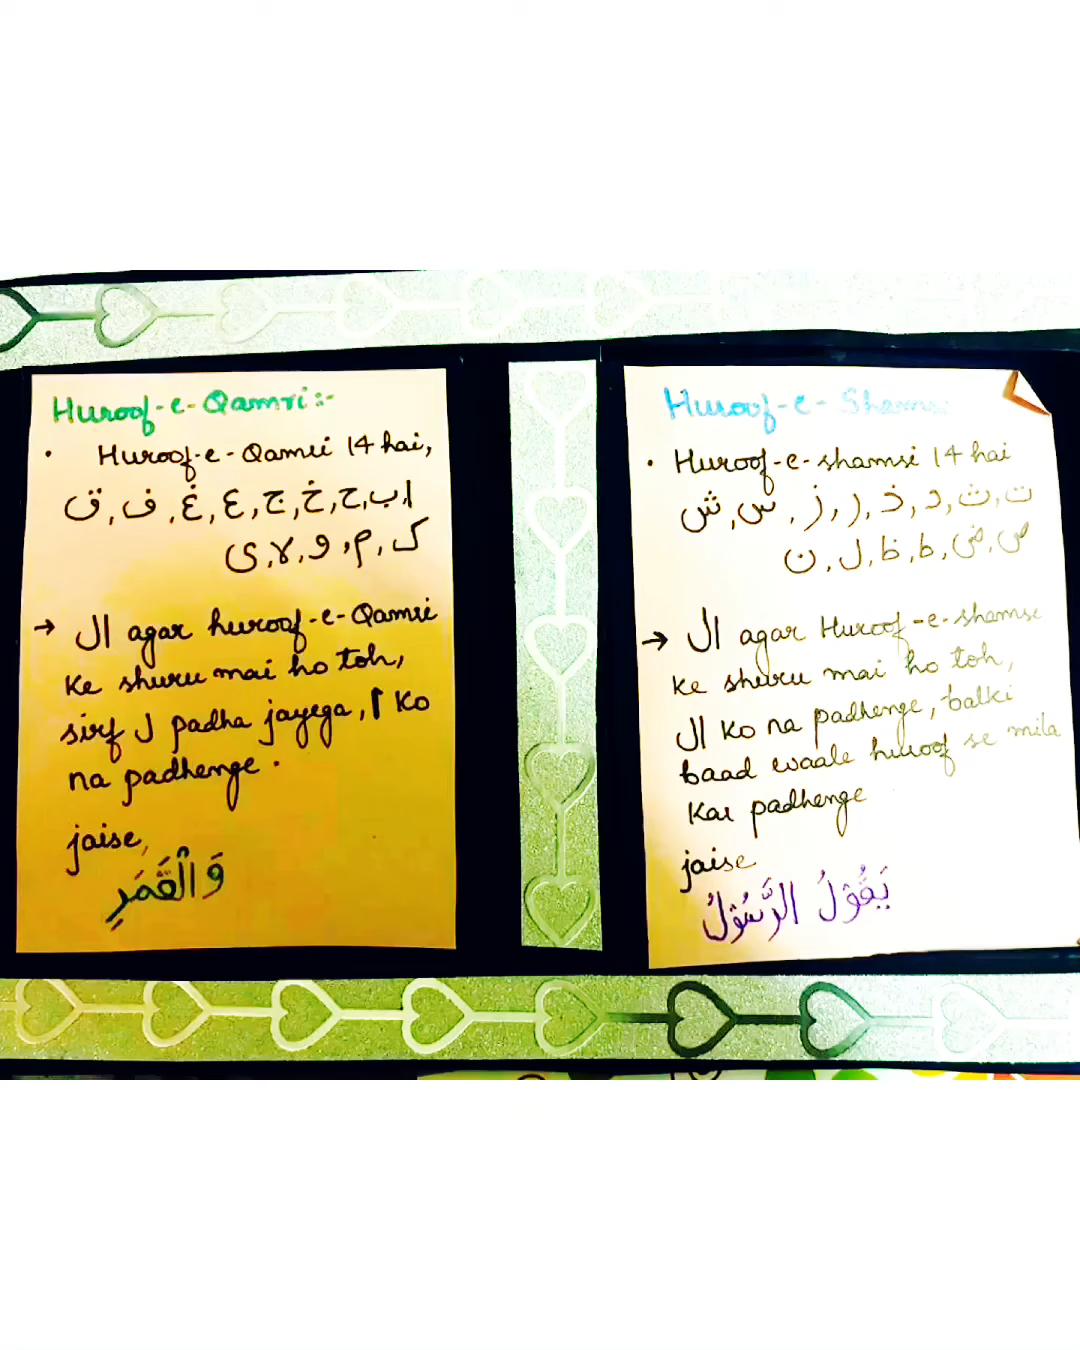 Huroof-e-Qamri:-
• Huroof-e-Qamri 14 hai,
ا, ب, ح, خ, ج, ع, غ, ف, ق
ک, م, و, لا, ی
→ ال agar huroof-e-Qamri
ke shuru mai ho toh,
sirf ل padha jayega, ا ko
na padhenge.
jaise,
وَالْقَمَرِ
Huroof-e-Shamsi
• Huroof-e-shamsi 14 hai
ت, ث, د, ذ, ر, ز, س, ش
ص, ض, ط, ظ, ل, ن
→ ال agar Huroof-e-shamsi
ke shuru mai ho toh,
ال ko na padhenge, balki
baad waale huroof se mila
kar padhenge
jaise
يَقُوْلُ الرَّسُوْلُ